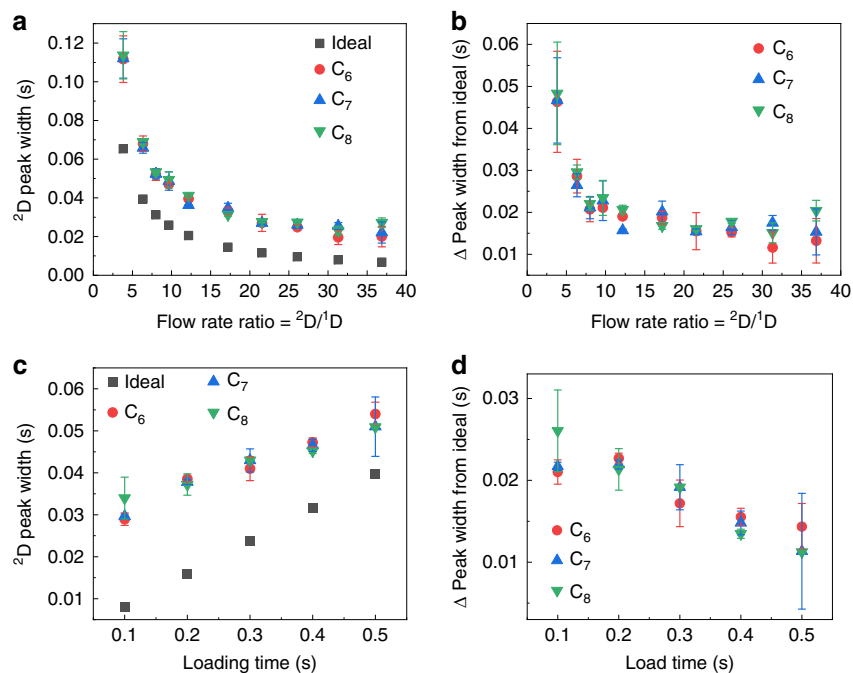 a
²D peak width (s)
0.12
0.10
0.08
0.06
0.04
0.02
0.00
Ideal
C₆
C₇
C₈
0 5 10 15 20 25 30 35 40
Flow rate ratio = ²D/¹D
b
Δ Peak width from ideal (s)
0.06
0.05
0.04
0.03
0.02
0.01
C₆
C₇
C₈
0 5 10 15 20 25 30 35 40
Flow rate ratio = ²D/¹D
c
²D peak width (s)
0.06
0.05
0.04
0.03
0.02
0.01
Ideal C₇
C₆ C₈
0.1 0.2 0.3 0.4 0.5
Loading time (s)
d
Δ Peak width from ideal (s)
0.03
0.02
0.01
C₆
C₇
C₈
0.1 0.2 0.3 0.4 0.5
Load time (s)